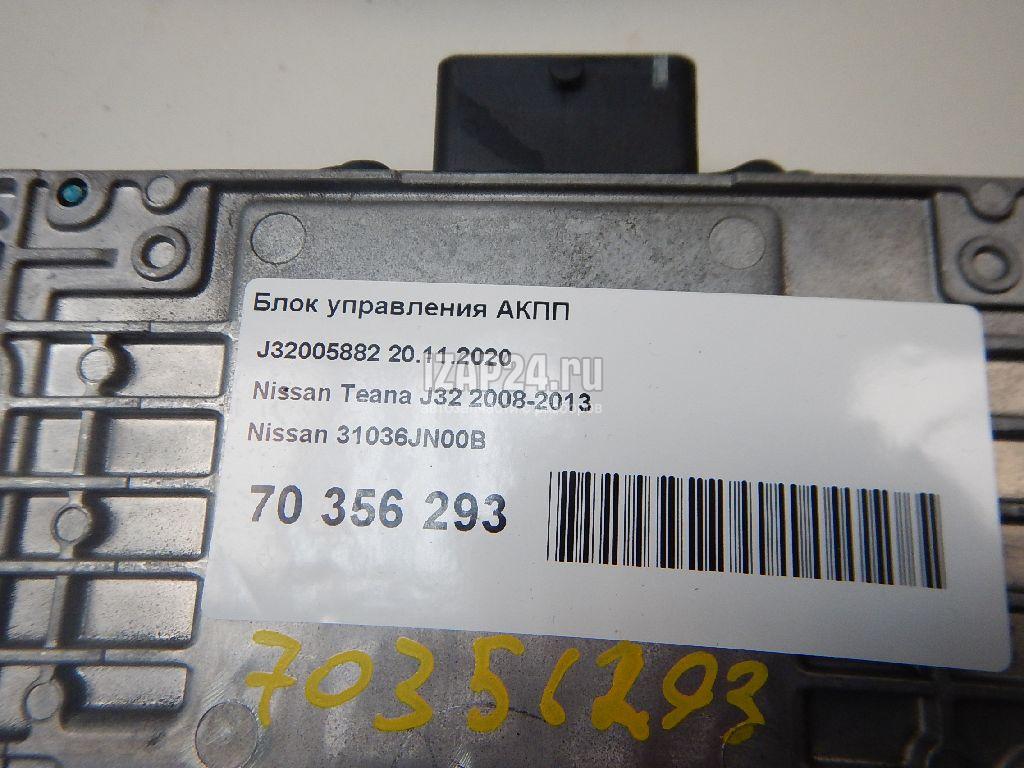 Блок управления АКПП
J32005882 20.11.2020
IZAP24.ru
Nissan Teana J32 2008-2013
Nissan 31036JN00B
70 356 293
70356293